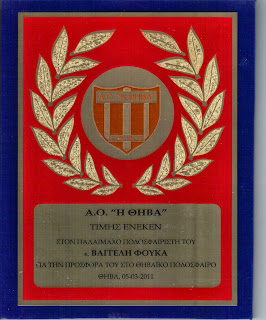 Α.Ο. "Η ΘΗΒΑ"
ΤΙΜΗΣ ΕΝΕΚΕΝ
ΣΤΟΝ ΠΑΛΑΙΜΑΧΟ ΠΟΔΟΣΦΑΙΡΙΣΤΗ ΤΟΥ
κ. ΒΑΓΓΕΛΗ ΦΟΥΚΑ
ΓΙΑ ΤΗΝ ΠΡΟΣΦΟΡΑ ΤΟΥ ΣΤΟ ΘΗΒΑΪΚΟ ΠΟΔΟΣΦΑΙΡΟ
ΘΗΒΑ, 05-03-2011